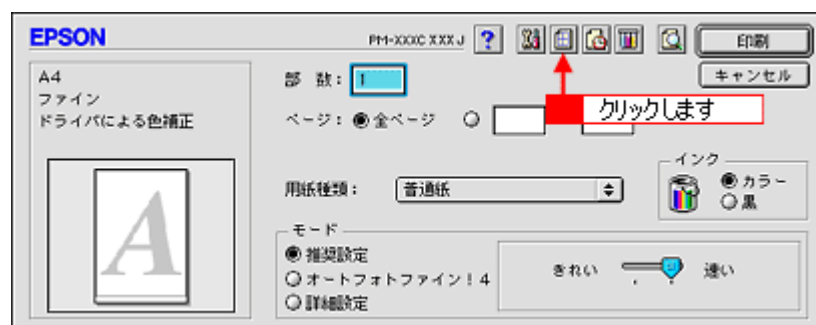 EPSON
PM-XXXC XXX J
?
印刷
キャンセル
A4
ファイン
ドライバによる色補正
A
部 数：1
ページ：全ページ
クリックします
用紙種類：普通紙
インク
カラー
黒
モード
推奨設定
オートフォトファイン！4
詳細設定
きれい
速い